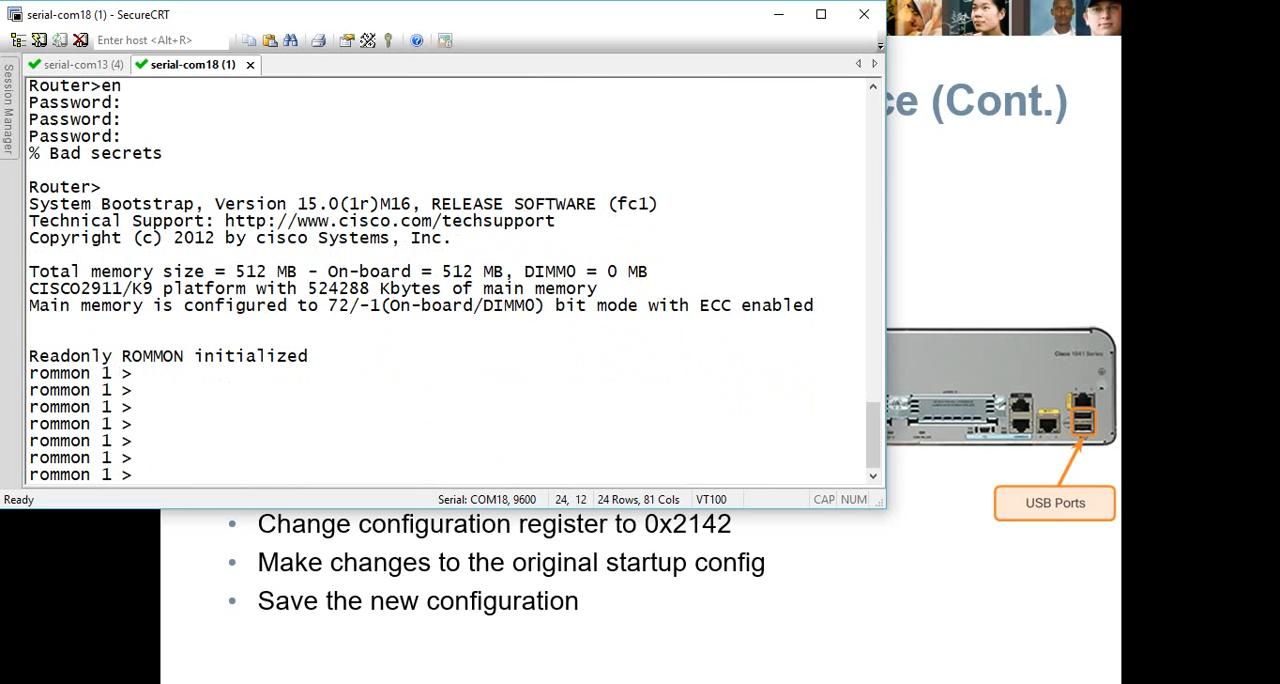 serial-com18 (1) - SecureCRT
Enter host <Alt+R>
Session Manager
serial-com13 (4)
serial-com18 (1)
Router>en
Password:
Password:
Password:
% Bad secrets
Router>
System Bootstrap, Version 15.0(1r)M16, RELEASE SOFTWARE (fc1)
Technical Support: http://www.cisco.com/techsupport
Copyright (c) 2012 by cisco Systems, Inc.
Total memory size = 512 MB - On-board = 512 MB, DIMM0 = 0 MB
CISCO2911/K9 platform with 524288 Kbytes of main memory
Main memory is configured to 72/-1(On-board/DIMM0) bit mode with ECC enabled
Readonly ROMMON initialized
rommon 1 >
rommon 1 >
rommon 1 >
rommon 1 >
rommon 1 >
rommon 1 >
rommon 1 >
Ready
Serial: COM18, 9600
24, 12
24 Rows, 81 Cols
VT100
CAP NUM
ce (Cont.)
Cisco 1841 Series
USB Ports
• Change configuration register to 0x2142
• Make changes to the original startup config
• Save the new configuration